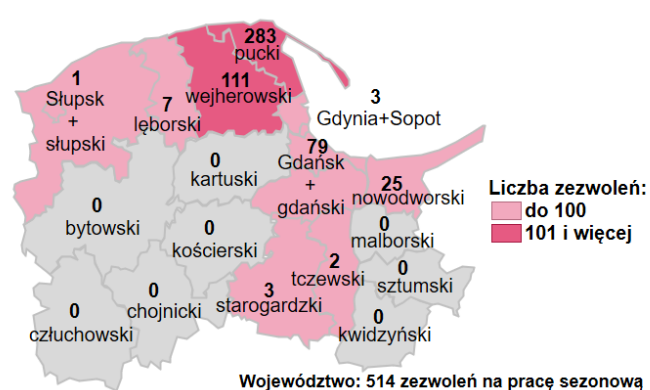 283
pucki
111
wejherowski
1
Słupsk
+
słupski
7
lęborski
3
Gdynia+Sopot
79
Gdańsk
+
gdański
0
kartuski
25
nowodworski
Liczba zezwoleń:
do 100
101 i więcej
0
bytowski
0
kościerski
0
malborski
2
tczewski
0
sztumski
0
człuchowski
0
chojnicki
3
starogardzki
0
kwidzyński
Województwo: 514 zezwoleń na pracę sezonową